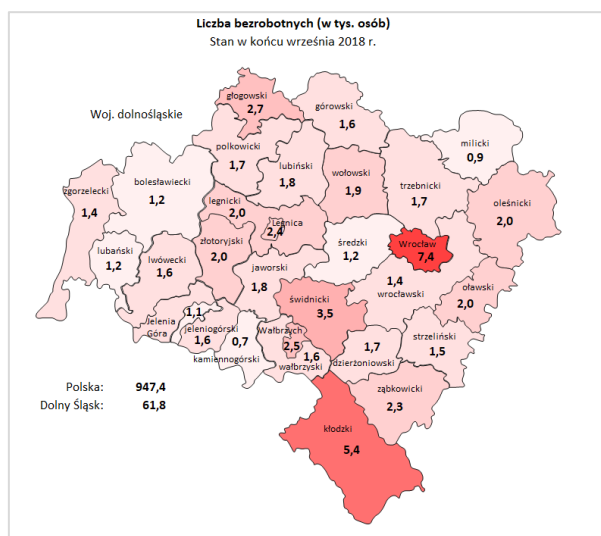 Liczba bezrobotnych (w tys. osób)
Stan w końcu września 2018 r.
Woj. dolnośląskie
głogowski
2,7
górowski
1,6
milicki
0,9
polkowicki
1,7
lubiński
1,8
wołowski
1,9
trzebnicki
1,7
zgorzelecki
1,4
bolesławiecki
1,2
legnicki
2,0
oleśnicki
2,0
Legnica
2,4
złotoryjski
2,0
średzki
1,2
Wrocław
7,4
lubański
1,2
lwówecki
1,6
jaworski
1,8
1,4
wrocławski
oławski
2,0
świdnicki
3,5
Jelenia
Góra
1,1
jeleniogórski
1,6
0,7
kamiennogórski
Wałbrzych
2,5
1,6
wałbrzyski
1,7
dzierżoniowski
strzeliński
1,5
Polska: 947,4
Dolny Śląsk: 61,8
ząbkowicki
2,3
kłodzki
5,4